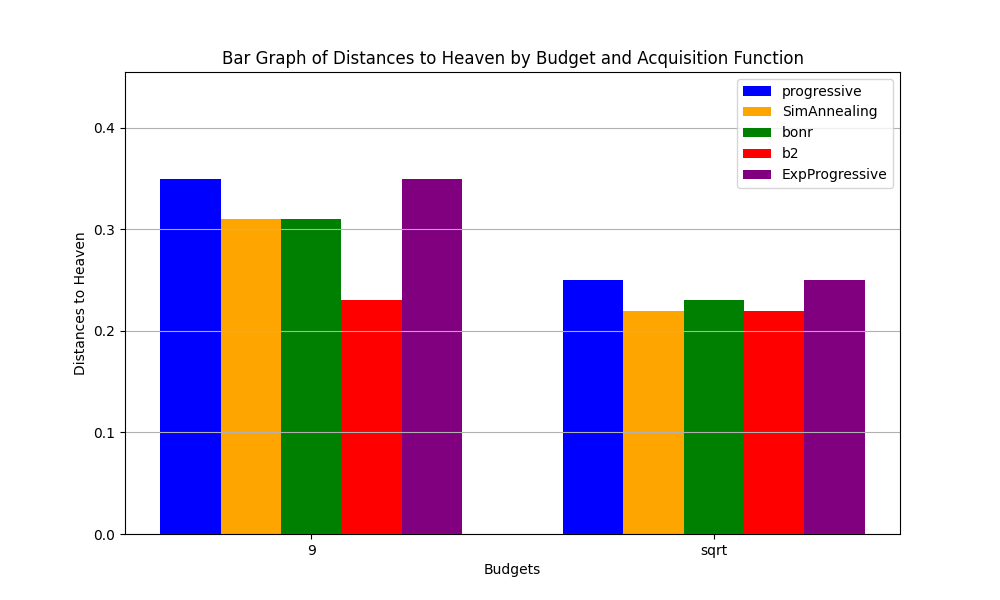 Bar Graph of Distances to Heaven by Budget and Acquisition Function
progressive
SimAnnealing
bonr
b2
ExpProgressive
Distances to Heaven
0.4
0.3
0.2
0.1
0.0
9
sqrt
Budgets